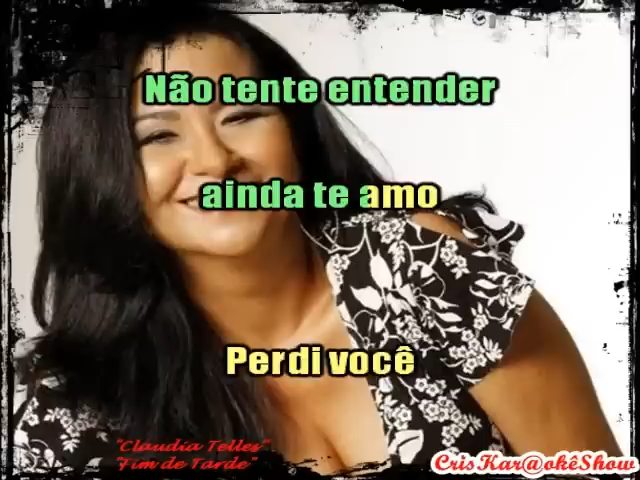 Não tente entender
ainda te amo
Perdi você
"Claudia Telles"
"Fim de Tarde"
CrisKar@okêShow